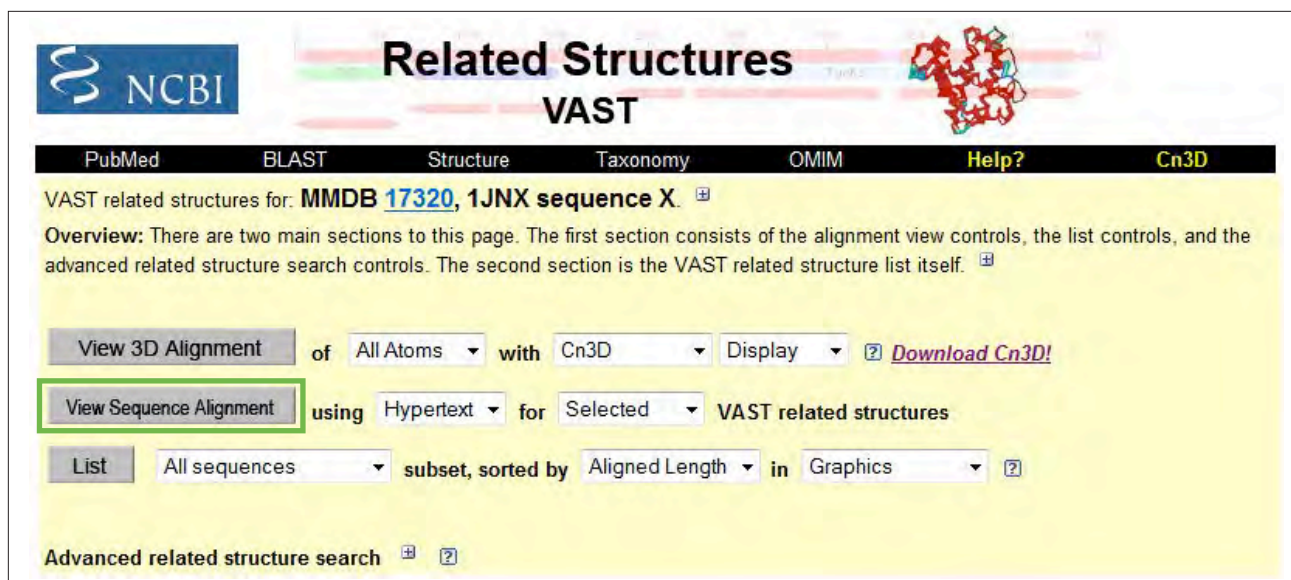 NCBI
Related Structures
VAST
PubMed BLAST Structure Taxonomy OMIM Help? Cn3D
VAST related structures for: MMDB 17320, 1JNX sequence X.
Overview: There are two main sections to this page. The first section consists of the alignment view controls, the list controls, and the
advanced related structure search controls. The second section is the VAST related structure list itself.
View 3D Alignment of All Atoms with Cn3D Display ? Download Cn3D!
View Sequence Alignment using Hypertext for Selected VAST related structures
List All sequences subset, sorted by Aligned Length in Graphics ?
Advanced related structure search ?